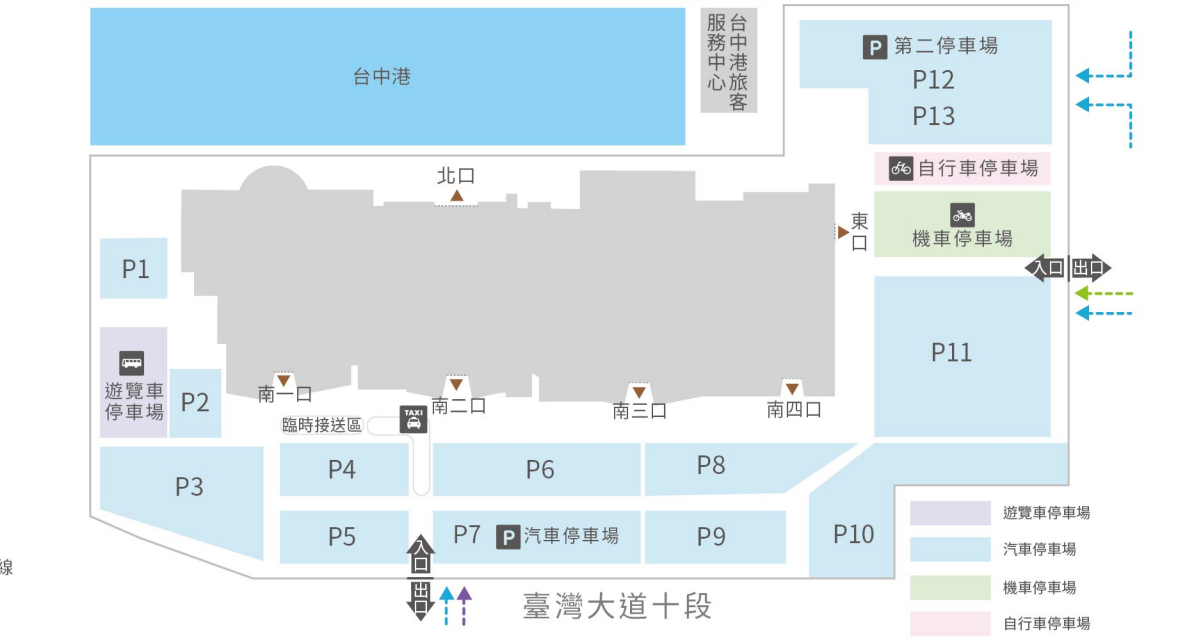 台中港
台中港旅客
服務中心
P 第二停車場
P12
P13
自行車停車場
機車停車場
北口
東口
入口 出口
P1
P11
遊覽車
停車場
P2
南一口
南二口
南三口
南四口
TAXI
臨時接送區
P3
P4
P6
P8
P5
P7 P 汽車停車場
P9
P10
入口
出口
臺灣大道十段
線
遊覽車停車場
汽車停車場
機車停車場
自行車停車場